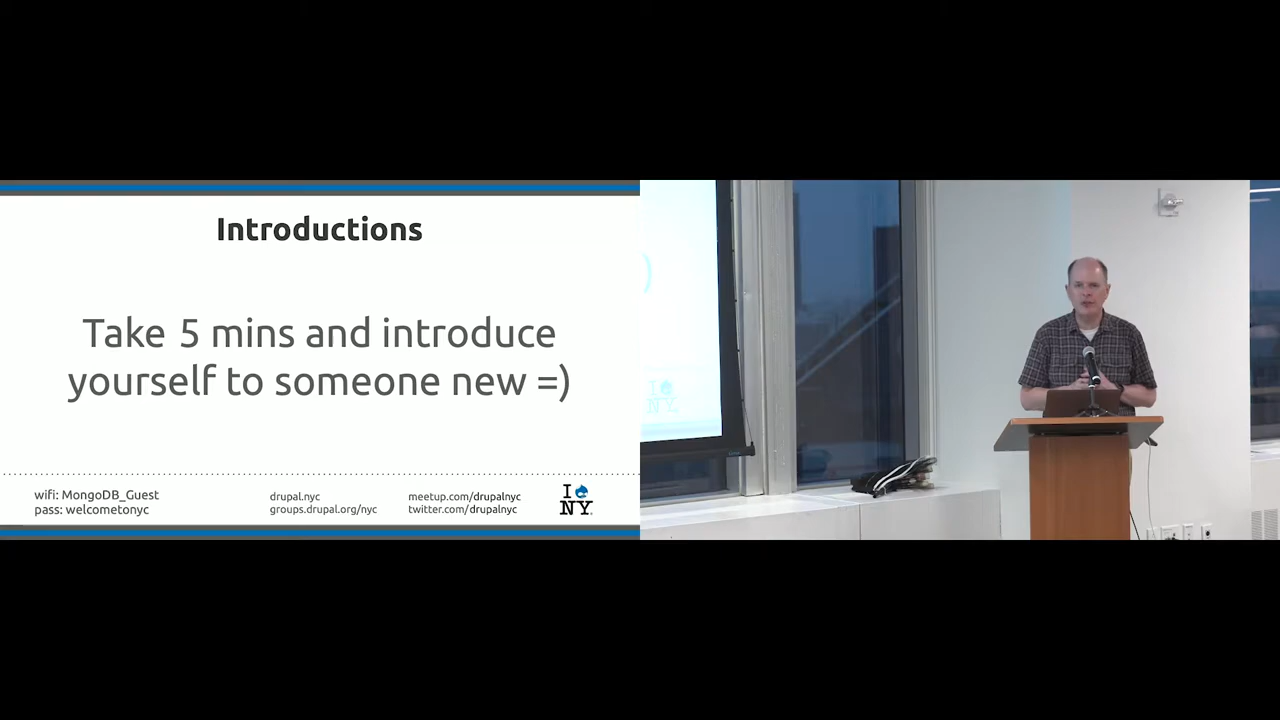 Introductions
Take 5 mins and introduce
yourself to someone new =)
wifi: MongoDB_Guest
pass: welcometonyc
drupal.nyc
groups.drupal.org/nyc
meetup.com/drupalnyc
twitter.com/drupalnyc
I
NY.
)
I
NY